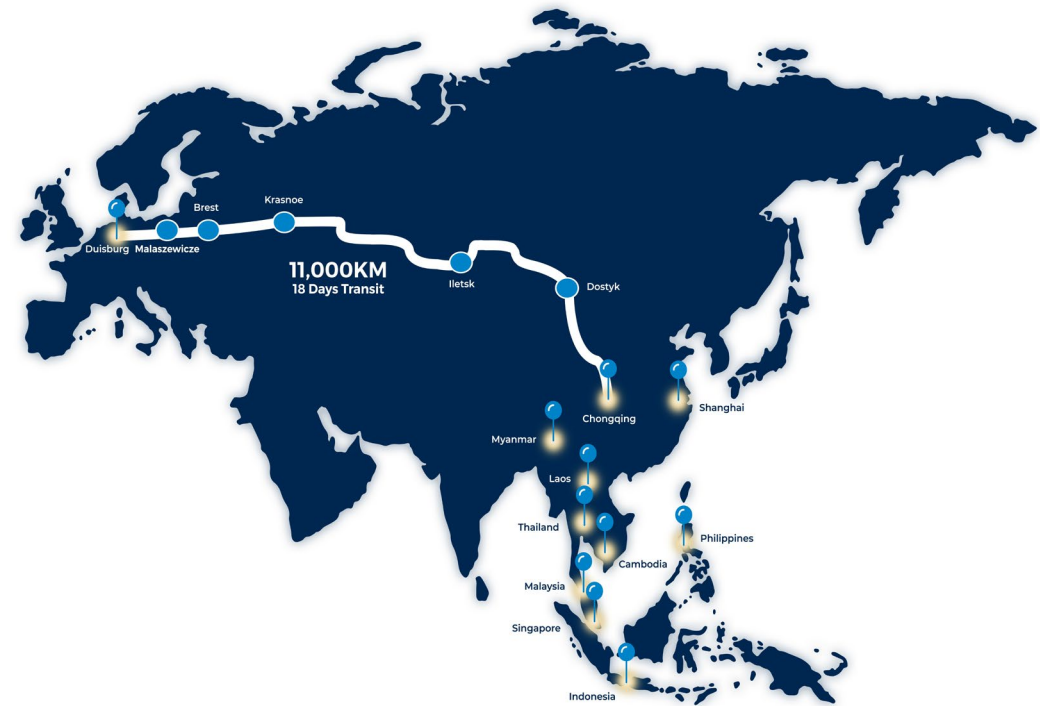 Krasnoe
Brest
Duisburg
Malaszewicze
11,000KM
18 Days Transit
Iletsk
Dostyk
Chongqing
Shanghai
Myanmar
Laos
Thailand
Philippines
Cambodia
Malaysia
Singapore
Indonesia